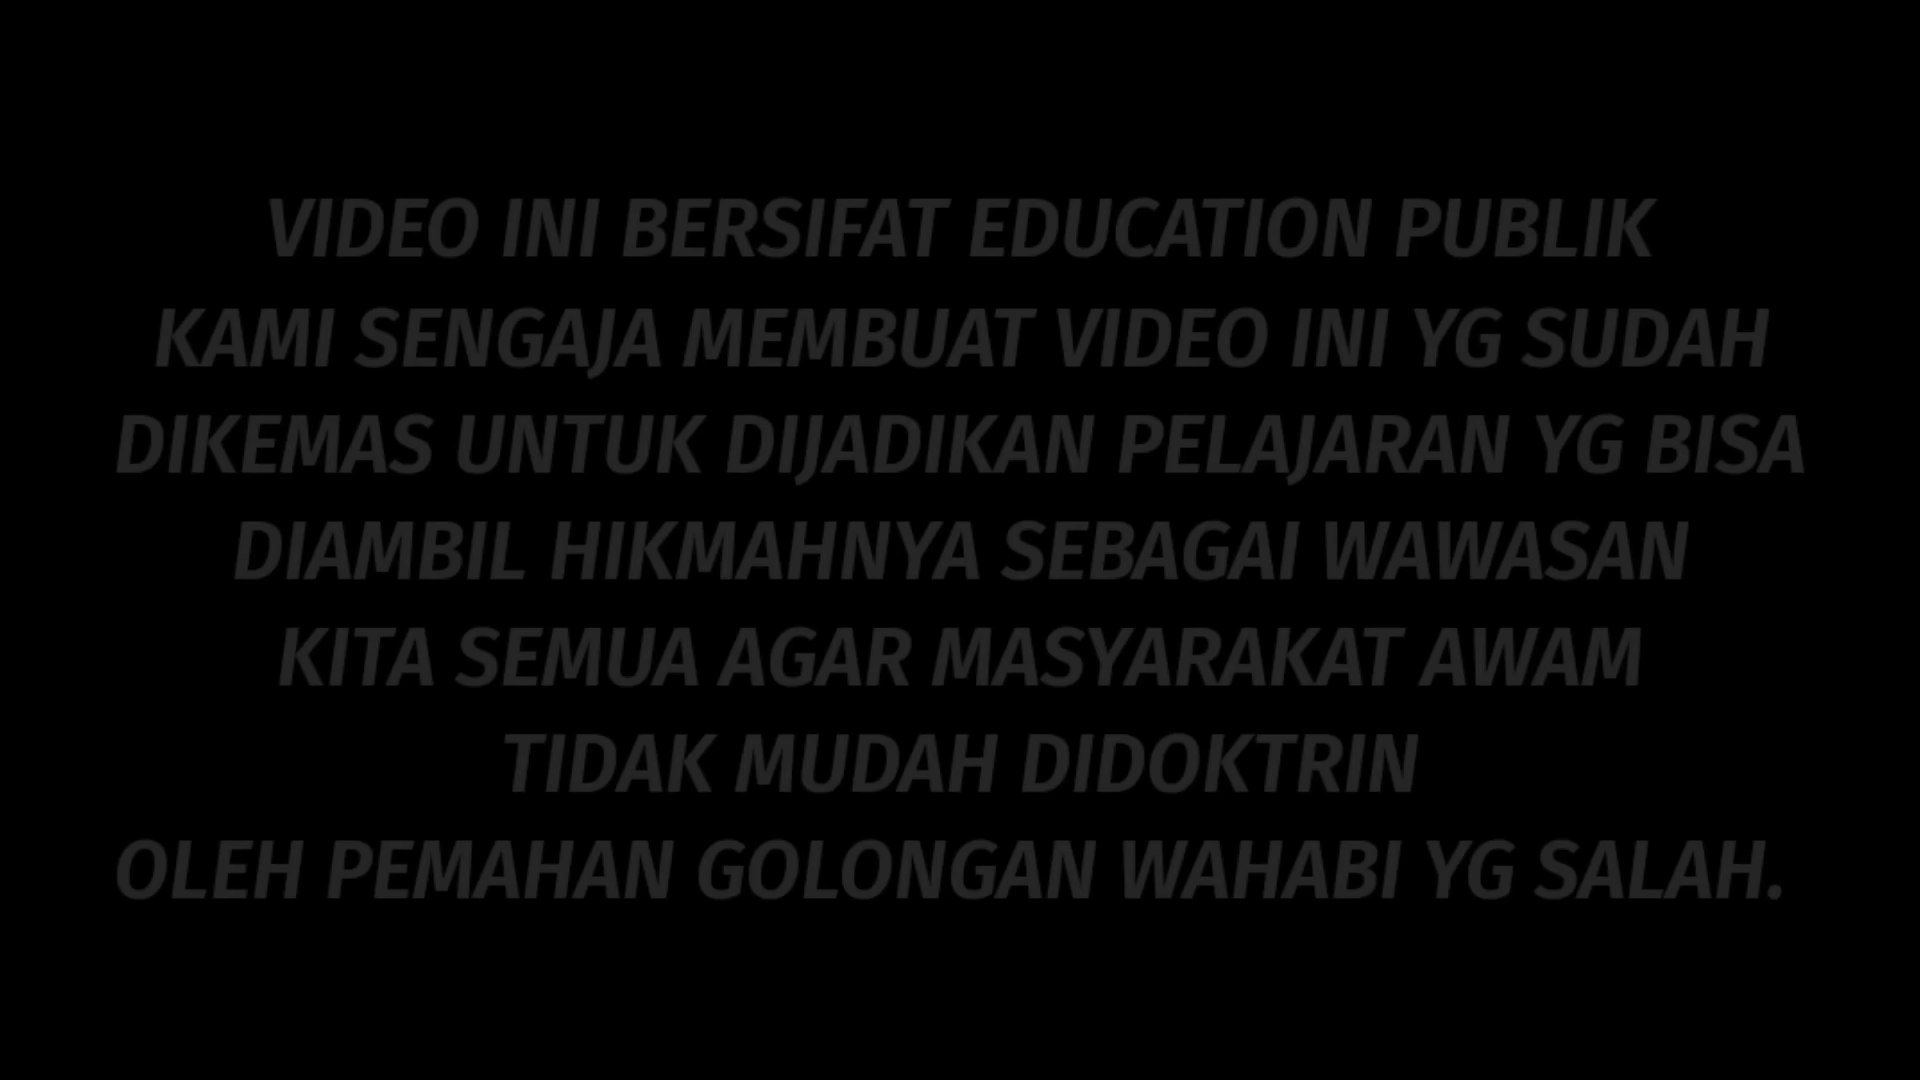 VIDEO INI BERSIFAT EDUCATION PUBLIK
KAMI SENGAJA MEMBUAT VIDEO INI YG SUDAH
DIKEMAS UNTUK DIJADIKAN PELAJARAN YG BISA
DIAMBIL HIKMAHNYA SEBAGAI WAWASAN
KITA SEMUA AGAR MASYARAKAT AWAM
TIDAK MUDAH DIDOKTRIN
OLEH PEMAHAN GOLONGAN WAHABI YG SALAH.